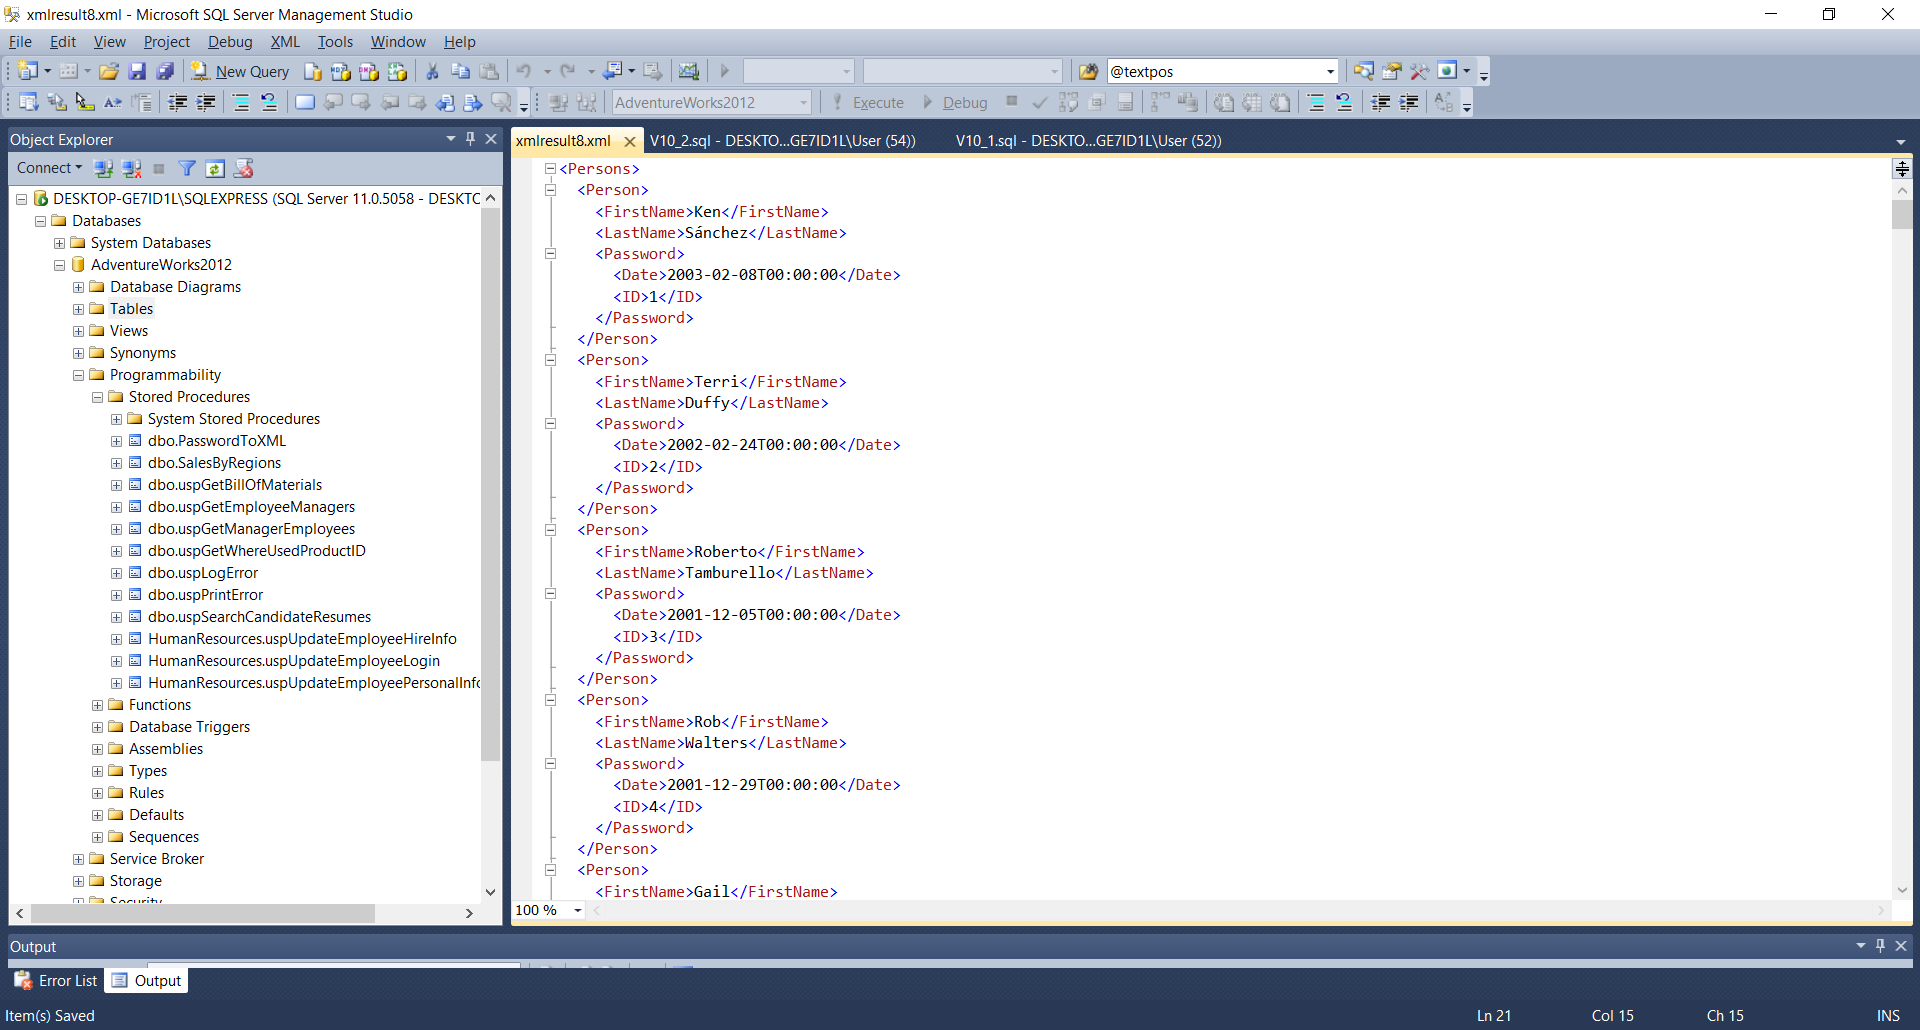 xmlresult8.xml - Microsoft SQL Server Management Studio
File Edit View Project Debug XML Tools Window Help
New Query @textpos
AdventureWorks2012 Execute Debug
Object Explorer
Connect
DESKTOP-GE7ID1L\SQLEXPRESS (SQL Server 11.0.5058 - DESKTO
Databases
System Databases
AdventureWorks2012
Database Diagrams
Tables
Views
Synonyms
Programmability
Stored Procedures
System Stored Procedures
dbo.PasswordToXML
dbo.SalesByRegions
dbo.uspGetBillOfMaterials
dbo.uspGetEmployeeManagers
dbo.uspGetManagerEmployees
dbo.uspGetWhereUsedProductID
dbo.uspLogError
dbo.uspPrintError
dbo.uspSearchCandidateResumes
HumanResources.uspUpdateEmployeeHireInfo
HumanResources.uspUpdateEmployeeLogin
HumanResources.uspUpdateEmployeePersonalInfo
Functions
Database Triggers
Assemblies
Types
Rules
Defaults
Sequences
Service Broker
Storage
Security
xmlresult8.xml V10_2.sql - DESKTO...GE7ID1L\User (54)) V10_1.sql - DESKTO...GE7ID1L\User (52))
<Persons>
<Person>
<FirstName>Ken</FirstName>
<LastName>Sánchez</LastName>
<Password>
<Date>2003-02-08T00:00:00</Date>
<ID>1</ID>
</Password>
</Person>
<Person>
<FirstName>Terri</FirstName>
<LastName>Duffy</LastName>
<Password>
<Date>2002-02-24T00:00:00</Date>
<ID>2</ID>
</Password>
</Person>
<Person>
<FirstName>Roberto</FirstName>
<LastName>Tamburello</LastName>
<Password>
<Date>2001-12-05T00:00:00</Date>
<ID>3</ID>
</Password>
</Person>
<Person>
<FirstName>Rob</FirstName>
<LastName>Walters</LastName>
<Password>
<Date>2001-12-29T00:00:00</Date>
<ID>4</ID>
</Password>
</Person>
<Person>
<FirstName>Gail</FirstName>
100 %
Output
Error List Output
Item(s) Saved Ln 21 Col 15 Ch 15 INS